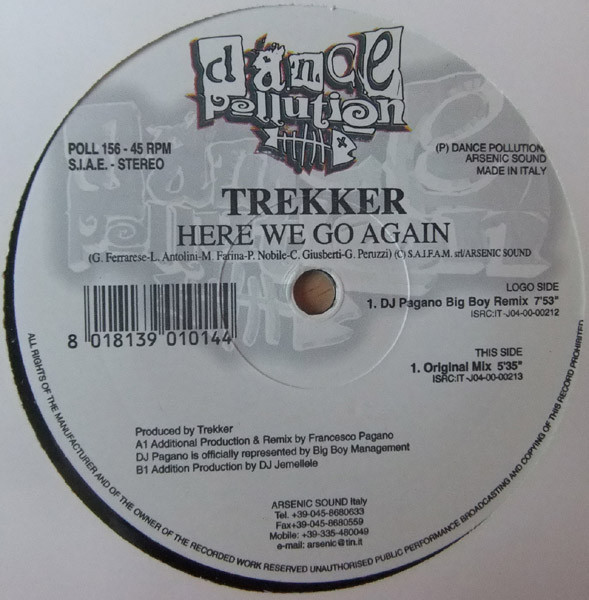 dance
Pollution
POLL 156 - 45 RPM
S.I.A.E. - STEREO
(P) DANCE POLLUTION
ARSENIC SOUND
MADE IN ITALY
TREKKER
HERE WE GO AGAIN
(G. Ferrarese-L. Antolini-M. Farina-P. Nobile-C. Giusberti-G. Peruzzi) (C) S.A.I.F.A.M. srl/ARSENIC SOUND
8 018139 010144
LOGO SIDE
1. DJ Pagano Big Boy Remix 7'53"
ISRC:IT-J04-00-00212
THIS SIDE
1. Original Mix 5'35"
ISRC:IT-J04-00-00213
Produced by Trekker
A1 Additional Production & Remix by Francesco Pagano
DJ Pagano is officially represented by Big Boy Management
B1 Addition Production by DJ Jemellele
ARSENIC SOUND Italy
Tel. +39-045-8680633
Fax+39-045-8680559
Mobile: +39-335-480049
e-mail: arsenic@tin.it
ALL RIGHTS OF THE MANUFACTURER AND OF THE OWNER OF THE RECORDED WORK RESERVED UNAUTHORISED PUBLIC PERFORMANCE BROADCASTING AND COPYING OF THIS RECORD PROHIBITED